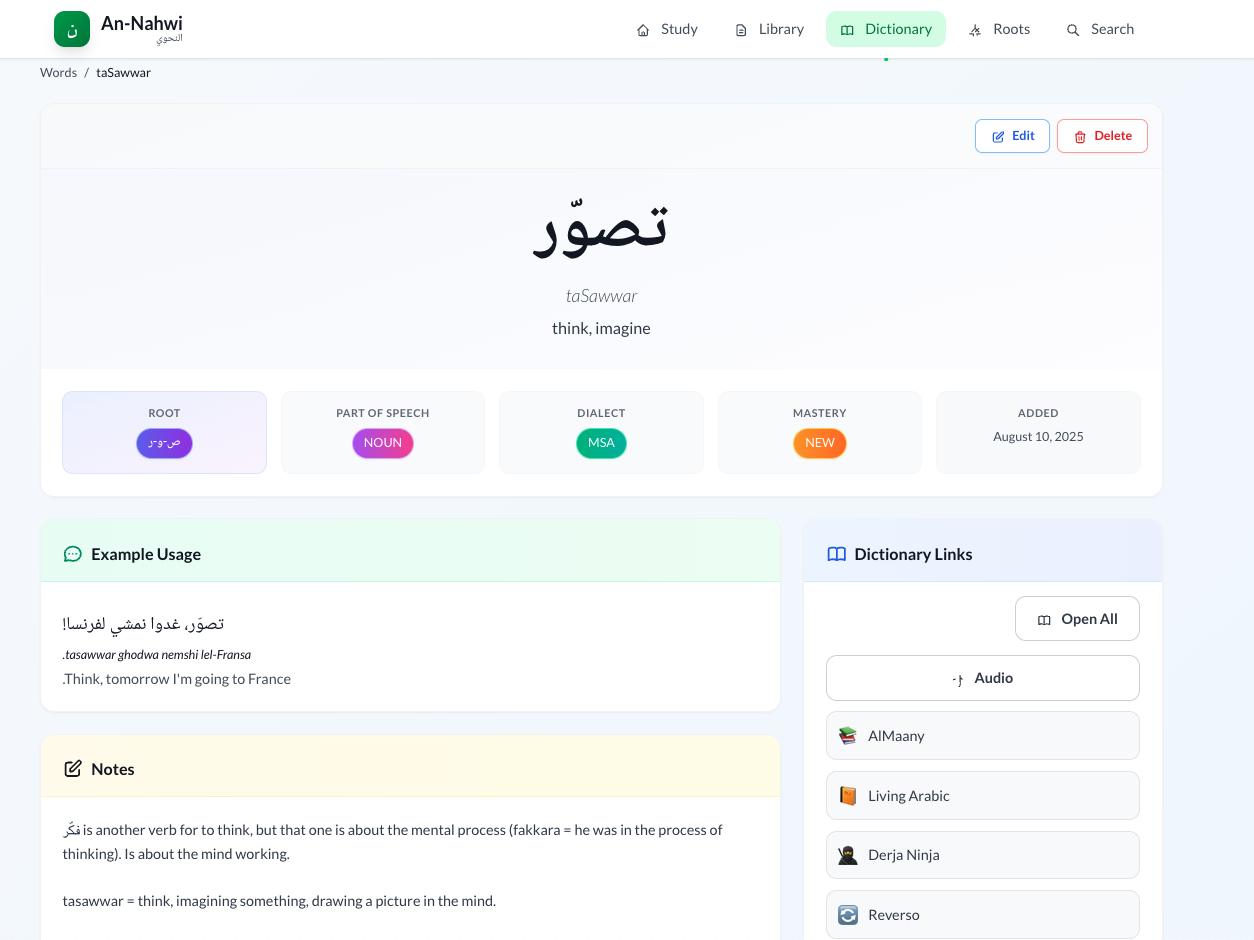 ن An-Nahwi
النحوي
Study Library Dictionary Roots Search
Words / taSawwar
Edit Delete
تصوّر
taSawwar
think, imagine
ROOT PART OF SPEECH DIALECT MASTERY ADDED
ص-و-ر NOUN MSA NEW August 10, 2025
Example Usage
تصوّر، غدوا نمشي لفرنسا!
.tasawwar ghodwa nemshi lel-Fransa
.Think, tomorrow I'm going to France
Notes
فكّر is another verb for to think, but that one is about the mental process (fakkara = he was in the process of
thinking). Is about the mind working.
tasawwar = think, imagining something, drawing a picture in the mind.
Dictionary Links
Open All
Audio
AlMaany
Living Arabic
Derja Ninja
Reverso